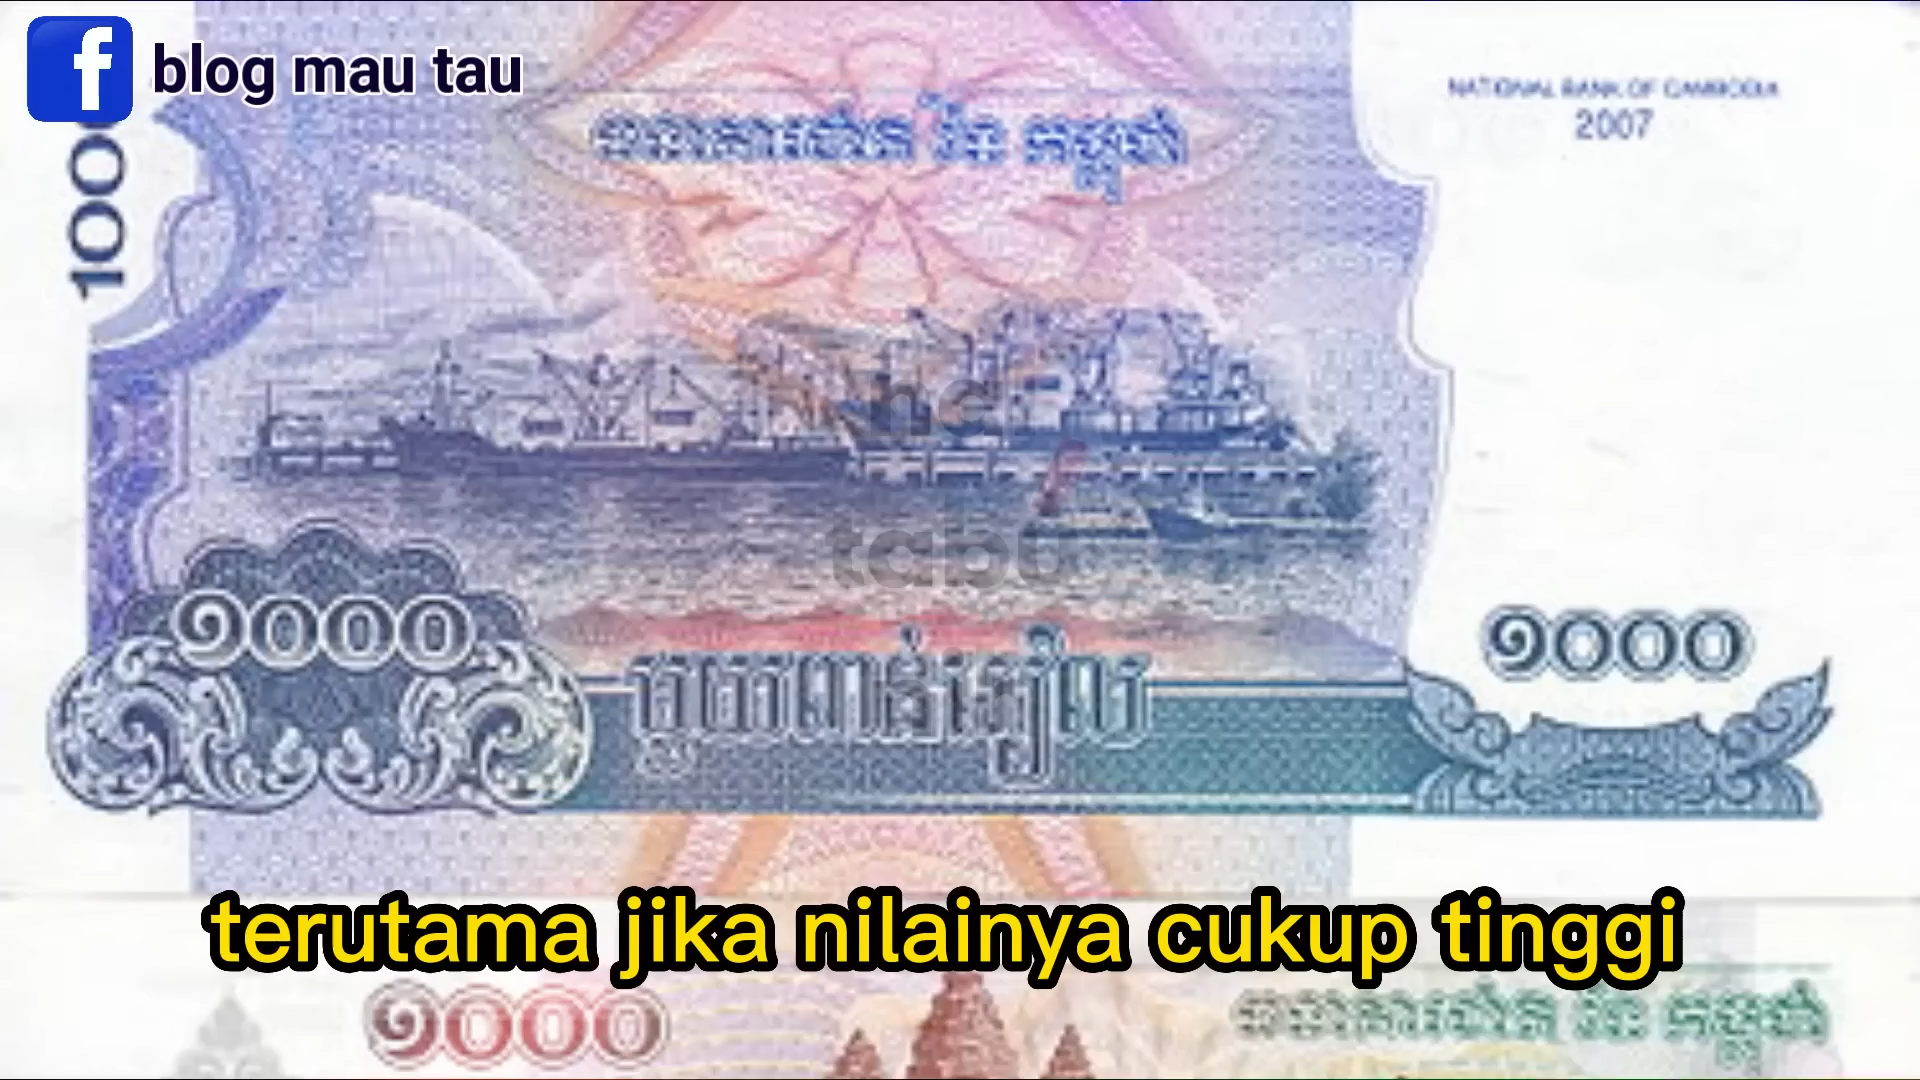 blog mau tau
NATIONAL BANK OF CAMBODIA
2007
ធនាគារជាតិ នៃ កម្ពុជា
1000
១០០០
មួយពាន់រៀល
១០០០
terutama jika nilainya cukup tinggi
១០០០
ធនាគារជាតិ នៃ កម្ពុជា